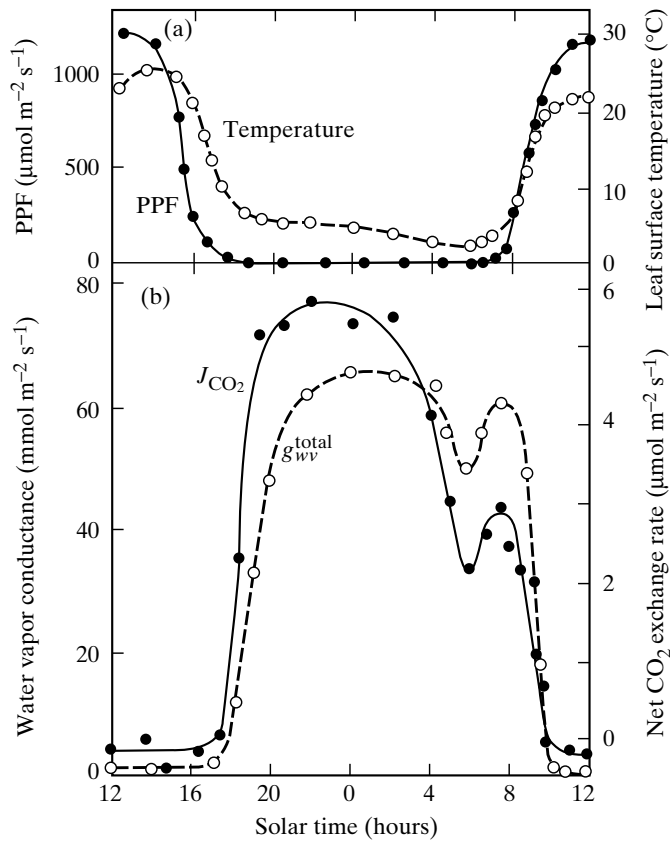 (a)
30
1000
20
Temperature
500
PPF
10
0
0
PPF (µmol m⁻² s⁻¹)
Leaf surface temperature (°C)
80
(b)
6
J_CO₂
60
4
g_wv^total
40
2
20
0
0
12 16 20 0 4 8 12
Solar time (hours)
Water vapor conductance (mmol m⁻² s⁻¹)
Net CO₂ exchange rate (µmol m⁻² s⁻¹)